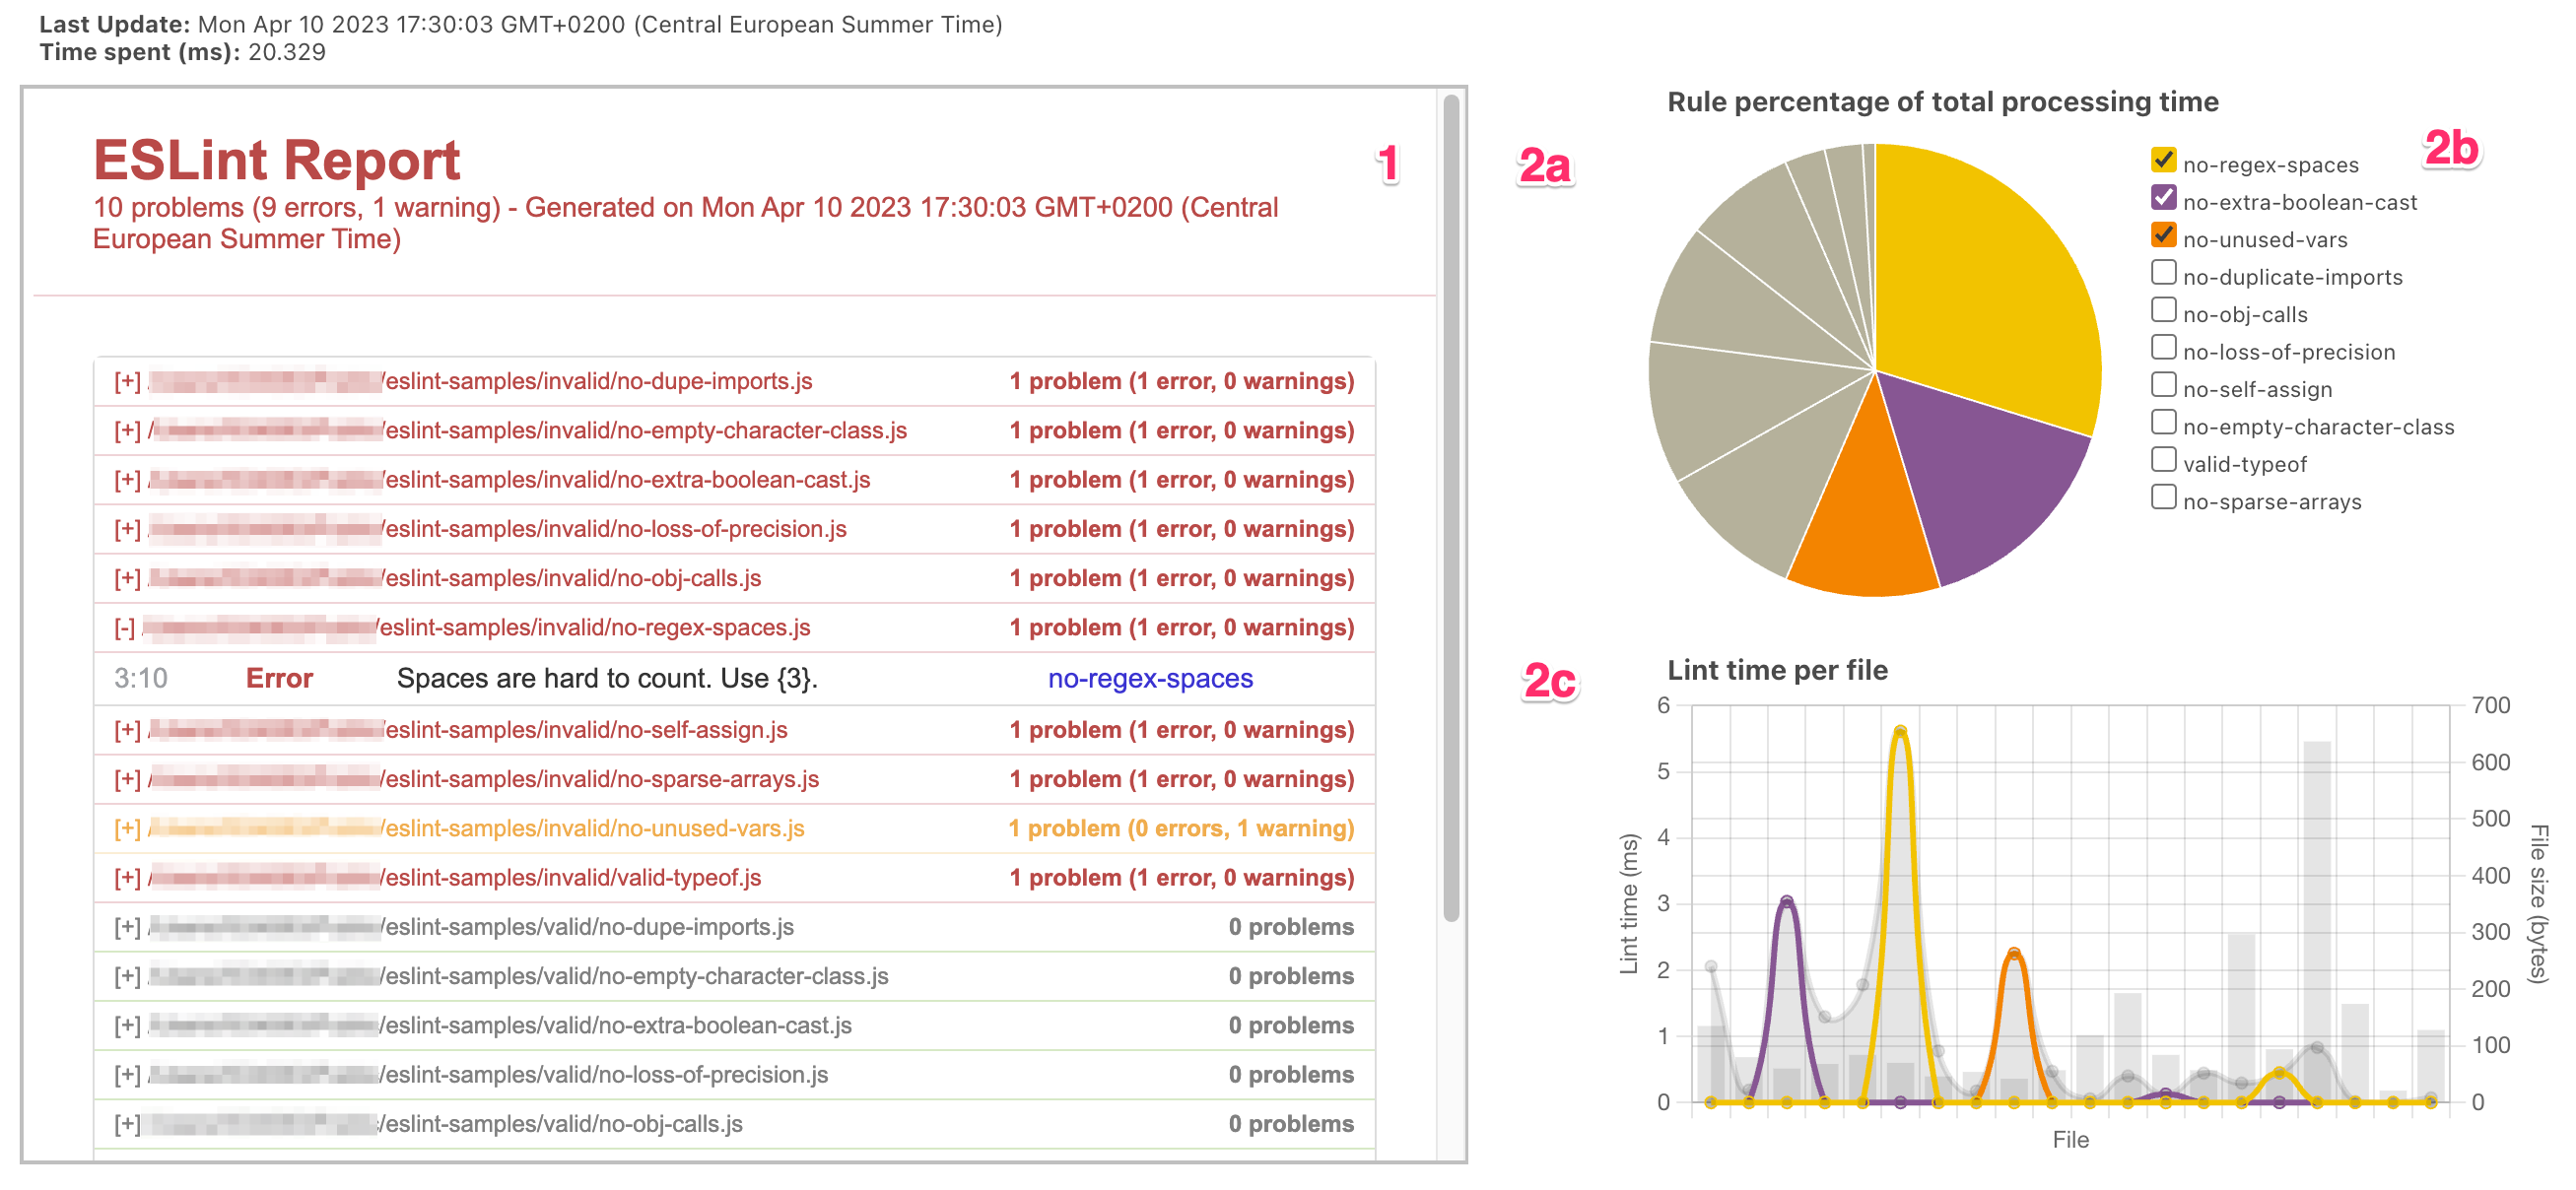 Last Update: Mon Apr 10 2023 17:30:03 GMT+0200 (Central European Summer Time)
Time spent (ms): 20.329
ESLint Report
10 problems (9 errors, 1 warning) - Generated on Mon Apr 10 2023 17:30:03 GMT+0200 (Central
European Summer Time)
1
[+] /eslint-samples/invalid/no-dupe-imports.js 1 problem (1 error, 0 warnings)
[+] /eslint-samples/invalid/no-empty-character-class.js 1 problem (1 error, 0 warnings)
[+] /eslint-samples/invalid/no-extra-boolean-cast.js 1 problem (1 error, 0 warnings)
[+] /eslint-samples/invalid/no-loss-of-precision.js 1 problem (1 error, 0 warnings)
[+] /eslint-samples/invalid/no-obj-calls.js 1 problem (1 error, 0 warnings)
[-] /eslint-samples/invalid/no-regex-spaces.js 1 problem (1 error, 0 warnings)
3:10 Error Spaces are hard to count. Use {3}. no-regex-spaces
[+] /eslint-samples/invalid/no-self-assign.js 1 problem (1 error, 0 warnings)
[+] /eslint-samples/invalid/no-sparse-arrays.js 1 problem (1 error, 0 warnings)
[+] /eslint-samples/invalid/no-unused-vars.js 1 problem (0 errors, 1 warning)
[+] /eslint-samples/invalid/valid-typeof.js 1 problem (1 error, 0 warnings)
[+] /eslint-samples/valid/no-dupe-imports.js 0 problems
[+] /eslint-samples/valid/no-empty-character-class.js 0 problems
[+] /eslint-samples/valid/no-extra-boolean-cast.js 0 problems
[+] /eslint-samples/valid/no-loss-of-precision.js 0 problems
[+] /eslint-samples/valid/no-obj-calls.js 0 problems
Rule percentage of total processing time
2a
2b
no-regex-spaces
no-extra-boolean-cast
no-unused-vars
no-duplicate-imports
no-obj-calls
no-loss-of-precision
no-self-assign
no-empty-character-class
valid-typeof
no-sparse-arrays
2c
Lint time per file
6
5
4
3
2
1
0
Lint time (ms)
700
600
500
400
300
200
100
0
File size (bytes)
File